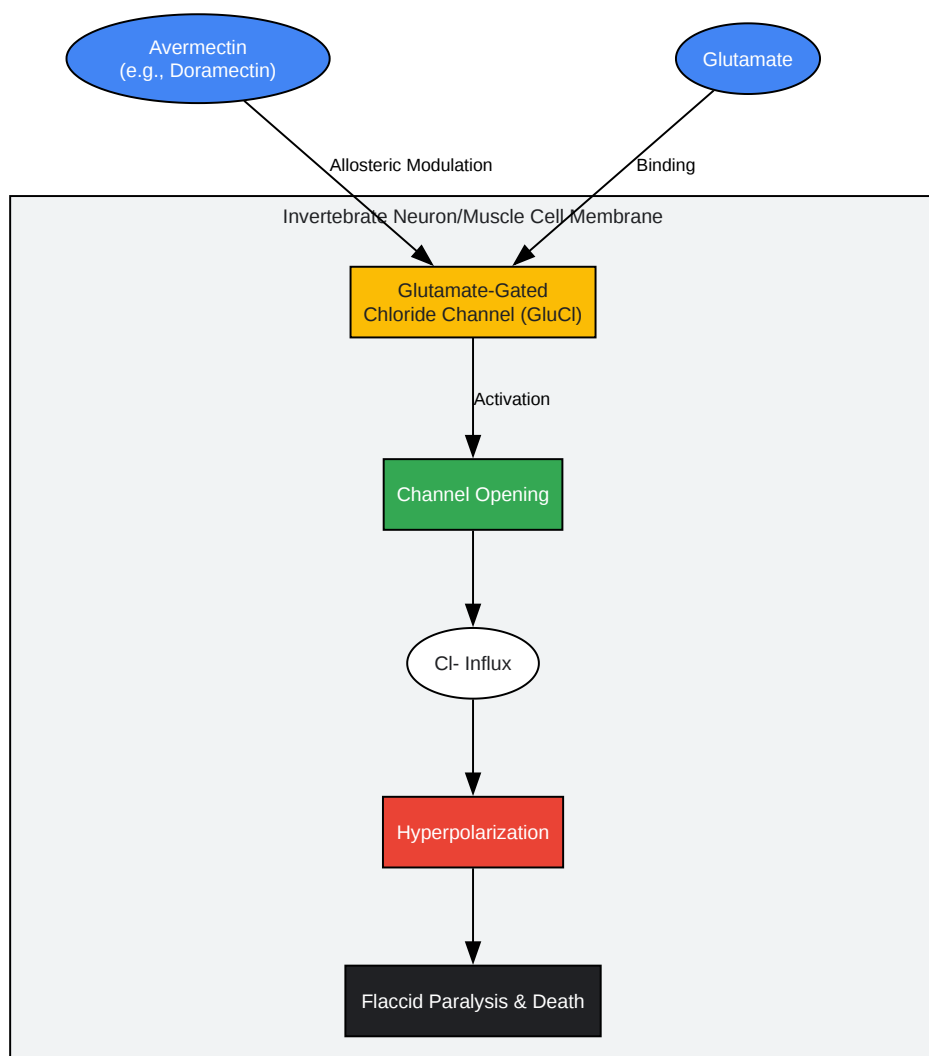 Avermectin
(e.g., Doramectin)
Glutamate
Allosteric Modulation
Binding
Invertebrate Neuron/Muscle Cell Membrane
Glutamate-Gated
Chloride Channel (GluCl)
Activation
Channel Opening
Cl- Influx
Hyperpolarization
Flaccid Paralysis & Death